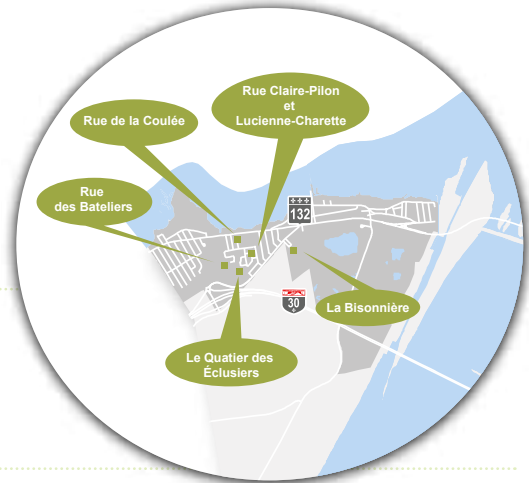 Rue Claire-Pilon
et
Lucienne-Charette
Rue de la Coulée
Rue
des Bateliers
132
30
La Bisonnière
Le Quatier des
Éclusiers